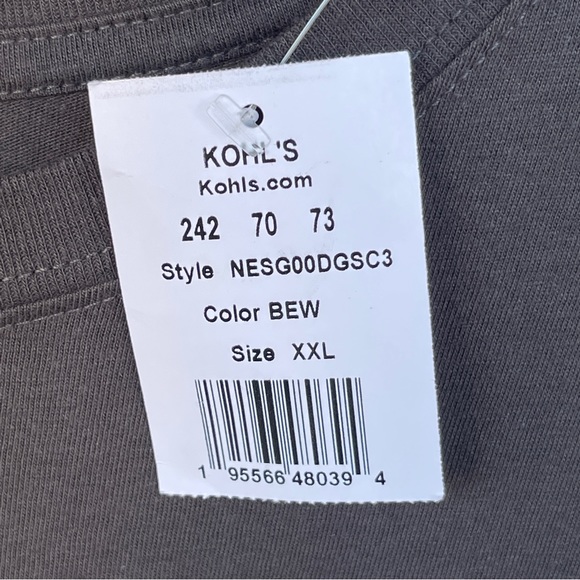 KOHL'S
Kohls.com
242 70 73
Style NESG00DGSC3
Color BEW
Size XXL
1 95566 48039 4